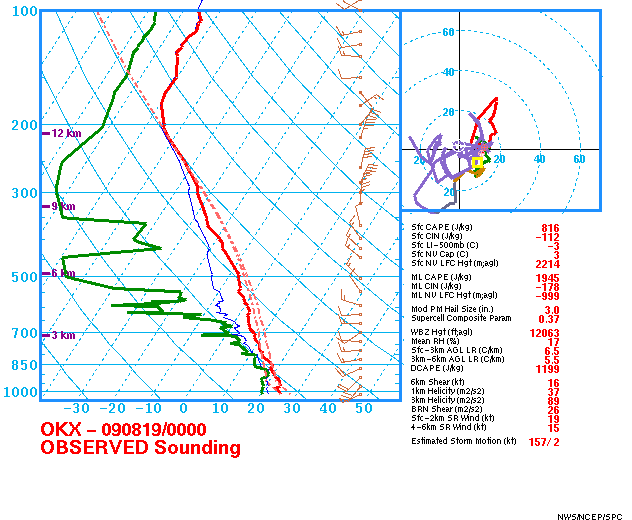 100
200
300
400
500
700
850
1000
12 km
9 km
6 km
3 km
-30 -20 -10 0 10 20 30 40 50
OKX - 090819/0000
OBSERVED Sounding
60
40
20
20 20 40 60
20
Sfc CAPE (J/kg) 816
Sfc CIN (J/kg) -112
Sfc LI-500mb (C) -3
Sfc NV Cap (C) 3
Sfc NV LFC Hgt (m;agl) 2214
ML CAPE (J/kg) 1945
ML CIN (J/kg) -178
ML NV LFC Hgt (m;agl) -999
Mod PM Hail Size (in.) 3.0
Supercell Composite Param 0.37
WBZ Hgt (ft;agl) 12063
Mean RH (%) 17
Sfc-3km AGL LR (C/km) 6.5
3km-6km AGL LR (C/km) 5.5
DCAPE (J/kg) 1199
6km Shear (kt) 16
1km Helicity (m2/s2) 37
3km Helicity (m2/s2) 89
BRN Shear (m2/s2) 26
Sfc-2km SR Wind (kt) 19
4-6km SR Wind (kt) 15
Estimated Storm Motion (kt) 157/ 2
NWS/NCEP/SPC